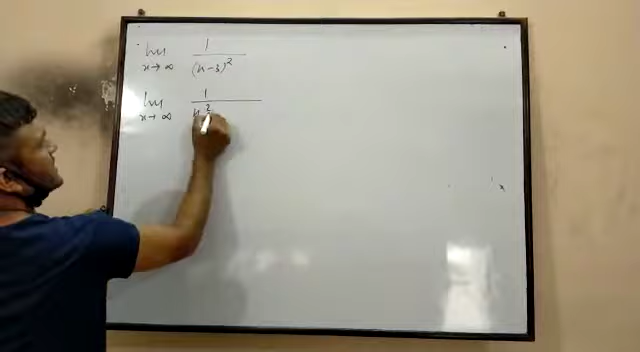 lim x→∞ 1/(x-3)²
lim x→∞ 1/x²